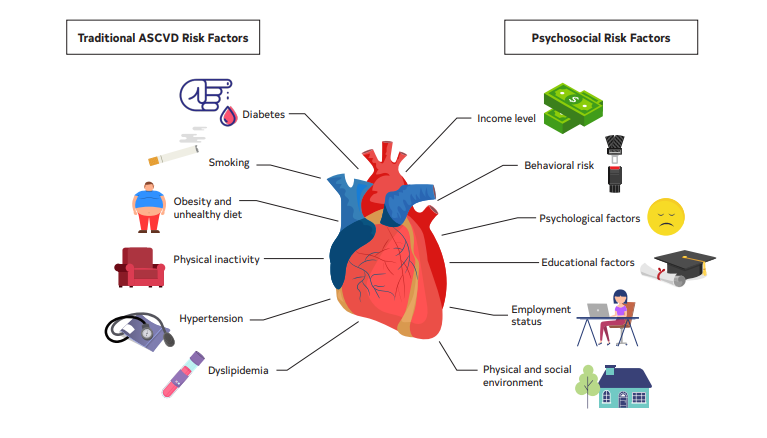 Traditional ASCVD Risk Factors
Diabetes
Smoking
Obesity and
unhealthy diet
Physical inactivity
Hypertension
Dyslipidemia
Psychosocial Risk Factors
Income level
$
Behavioral risk
Psychological factors
Educational factors
Employment
status
Physical and social
environment